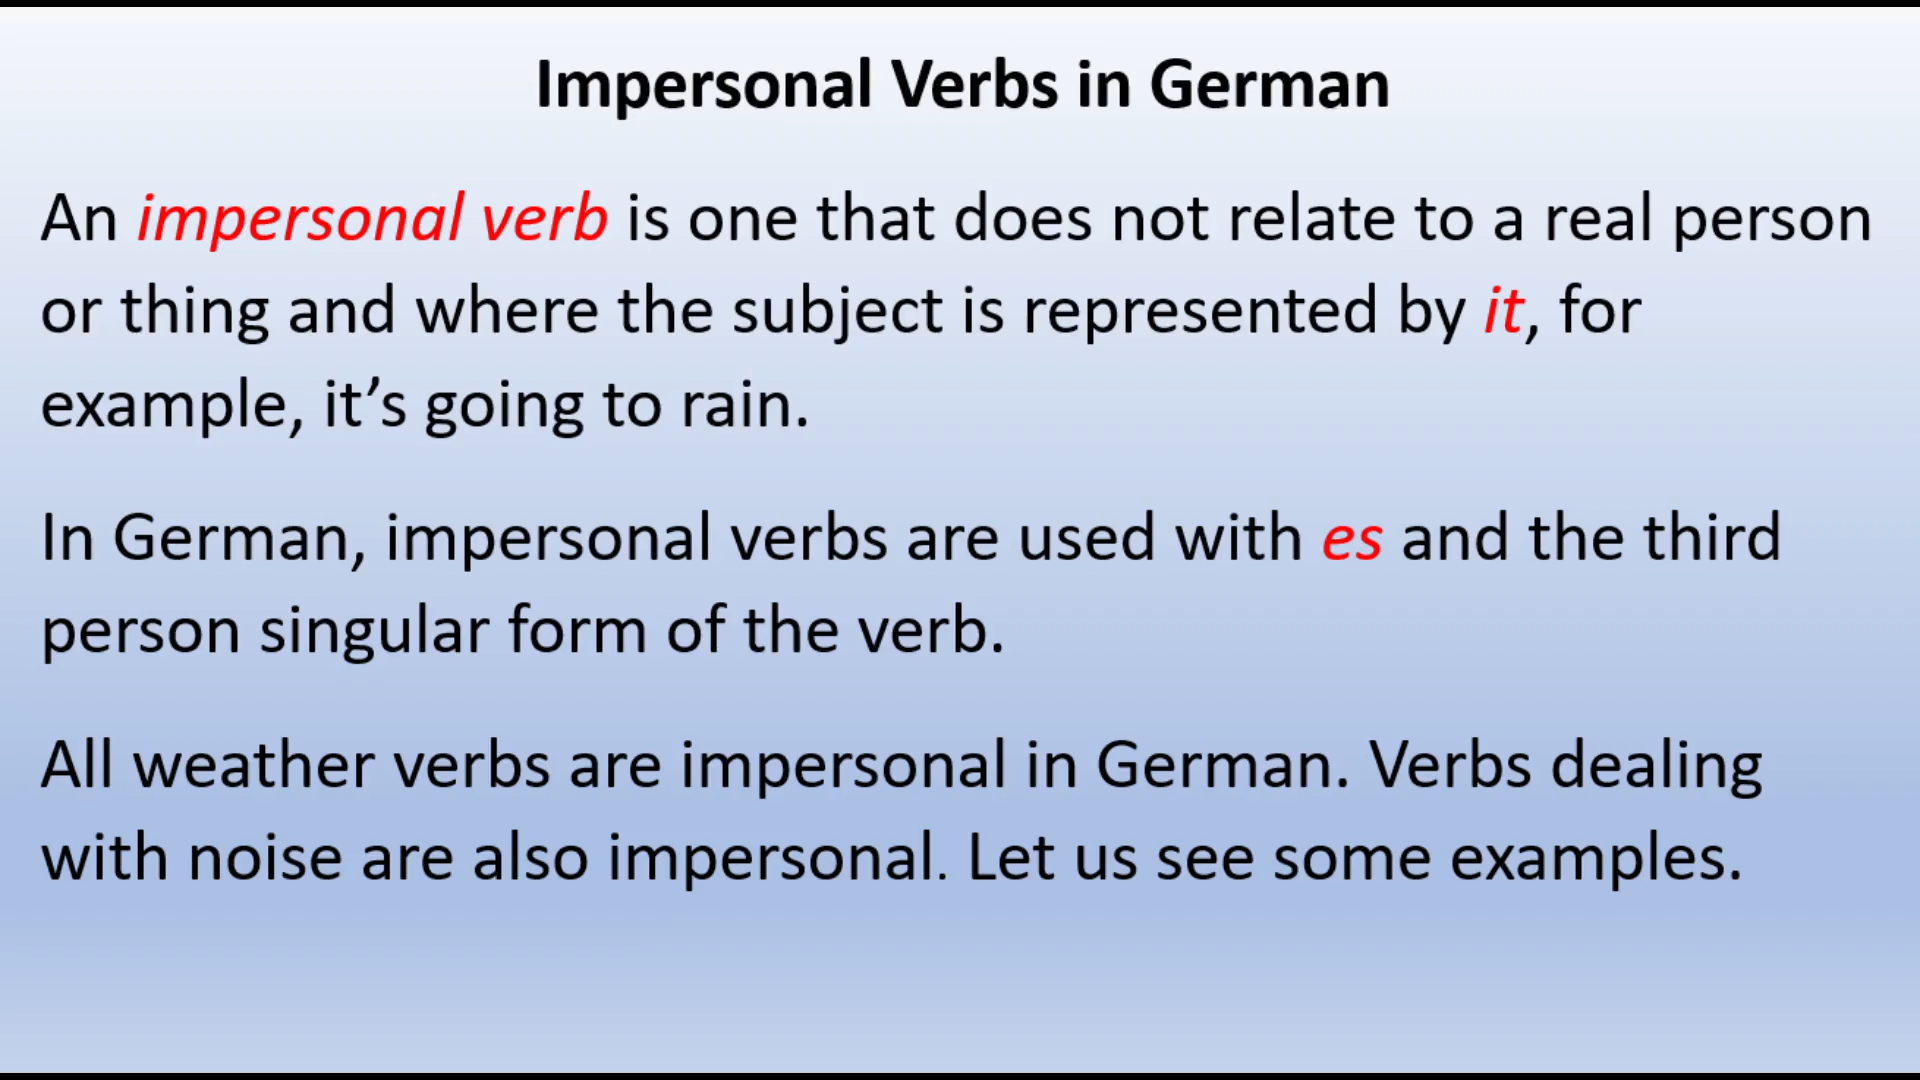 Impersonal Verbs in German
An impersonal verb is one that does not relate to a real person
or thing and where the subject is represented by it, for
example, it’s going to rain.
In German, impersonal verbs are used with es and the third
person singular form of the verb.
All weather verbs are impersonal in German. Verbs dealing
with noise are also impersonal. Let us see some examples.